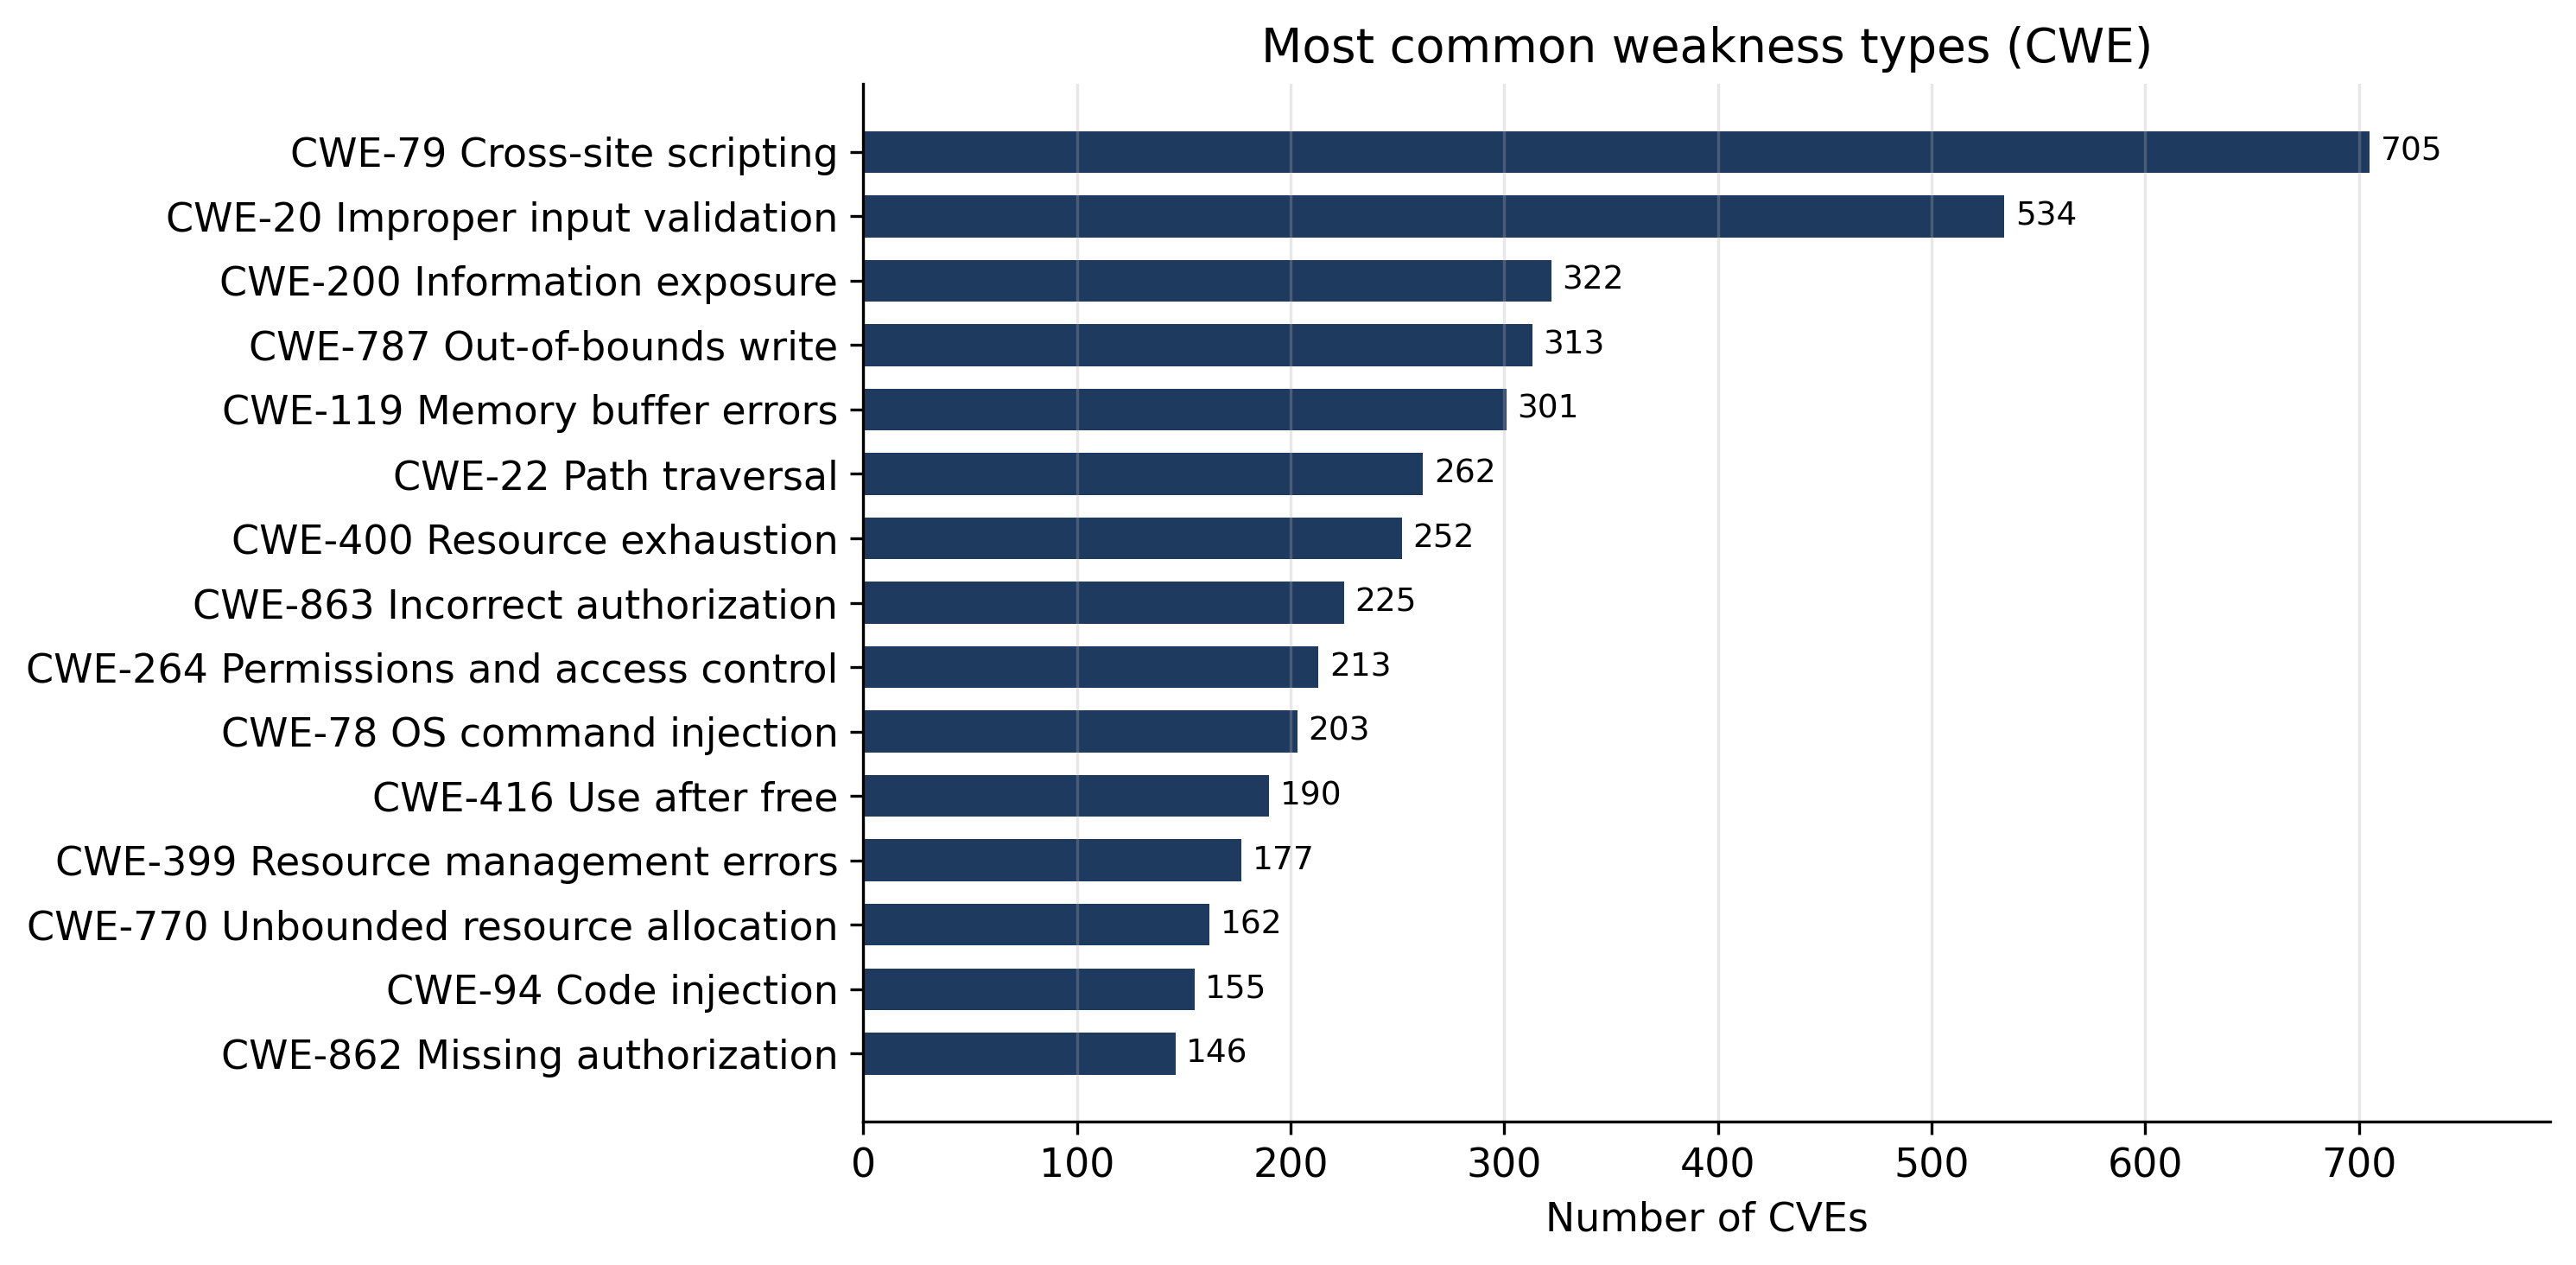 Most common weakness types (CWE)
CWE-79 Cross-site scripting 705
CWE-20 Improper input validation 534
CWE-200 Information exposure 322
CWE-787 Out-of-bounds write 313
CWE-119 Memory buffer errors 301
CWE-22 Path traversal 262
CWE-400 Resource exhaustion 252
CWE-863 Incorrect authorization 225
CWE-264 Permissions and access control 213
CWE-78 OS command injection 203
CWE-416 Use after free 190
CWE-399 Resource management errors 177
CWE-770 Unbounded resource allocation 162
CWE-94 Code injection 155
CWE-862 Missing authorization 146
0 100 200 300 400 500 600 700
Number of CVEs